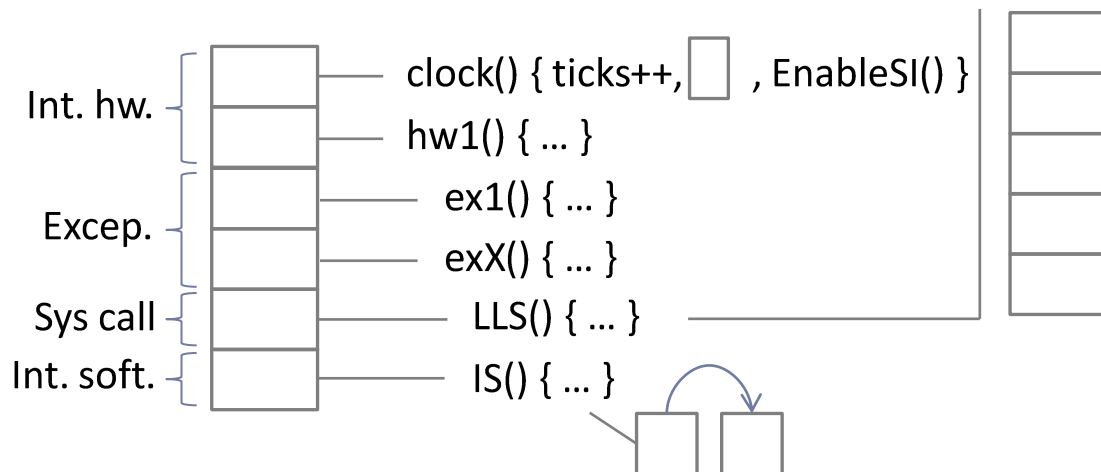 Int. hw.
clock() { ticks++, , EnableSI() }
hw1() { ... }
Excep.
ex1() { ... }
exX() { ... }
Sys call
LLS() { ... }
Int. soft.
IS() { ... }